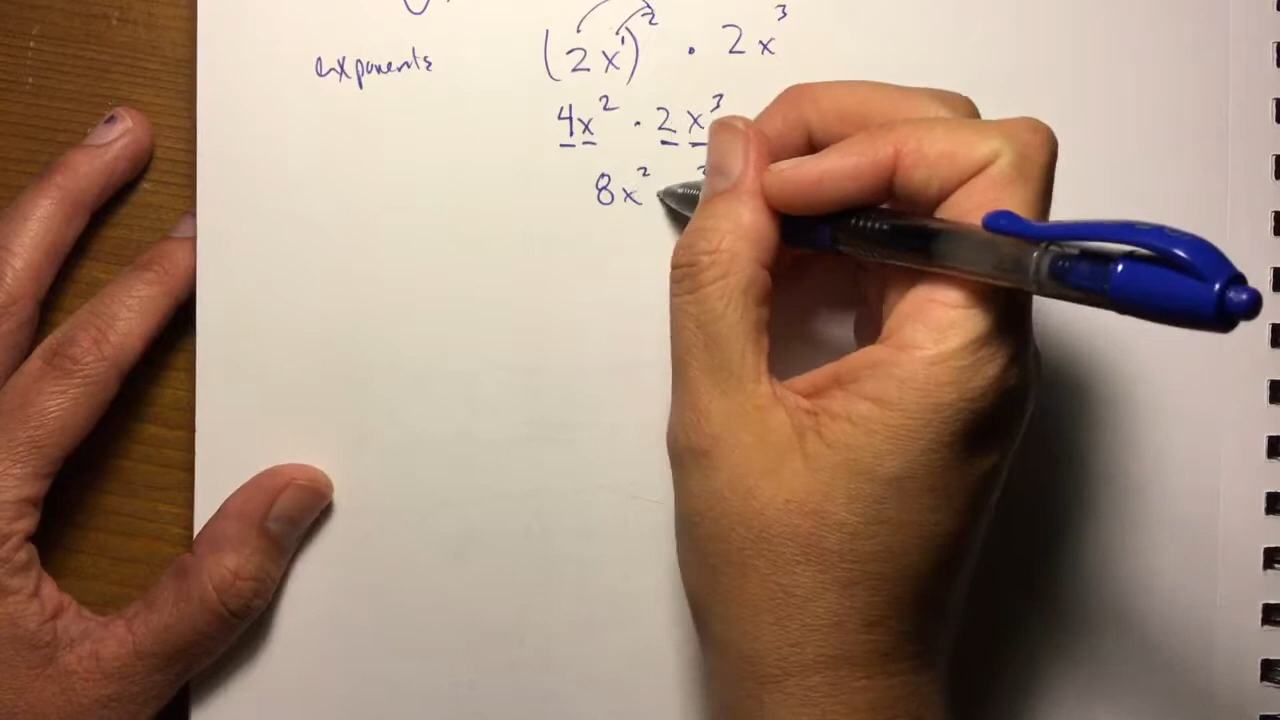 exponents (2x¹)² · 2x³
4x² · 2x³
8x²